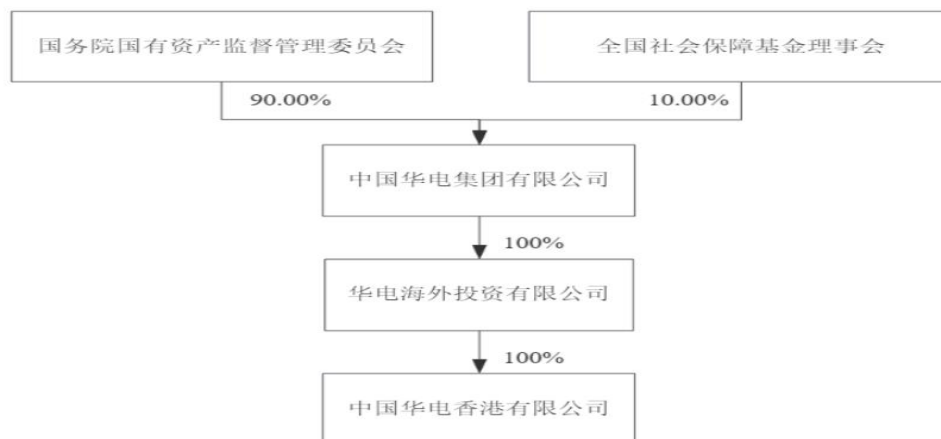 国务院国有资产监督管理委员会
全国社会保障基金理事会
90.00%
10.00%
中国华电集团有限公司
100%
华电海外投资有限公司
100%
中国华电香港有限公司